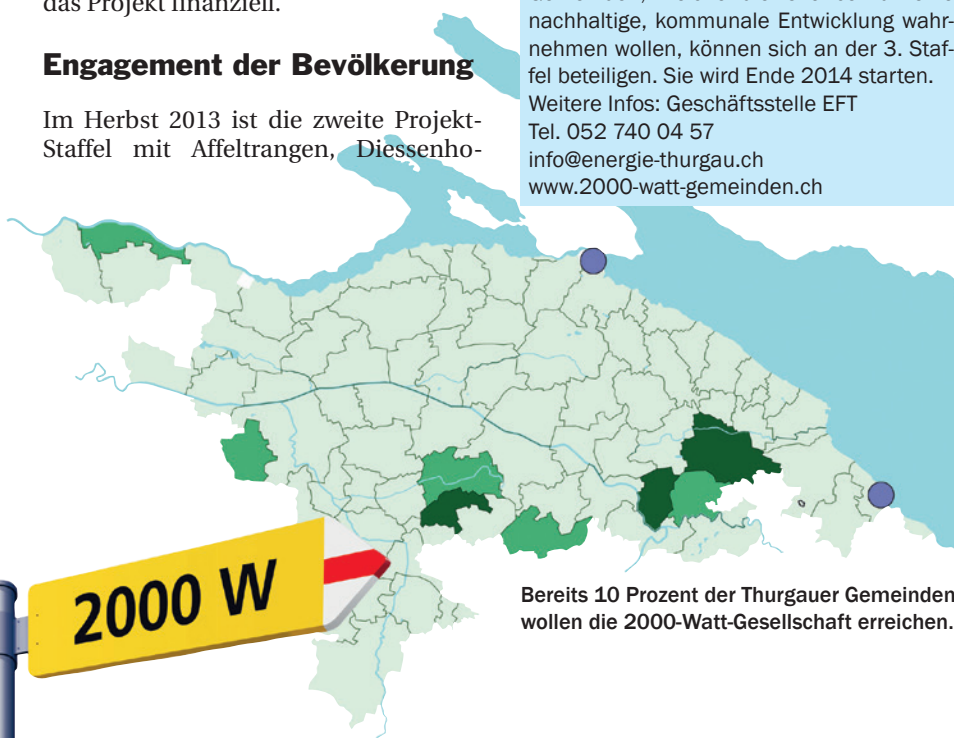 das Projekt finanziell.
Engagement der Bevölkerung
Im Herbst 2013 ist die zweite Projekt-
Staffel mit Affeltrangen, Diessenho-
nachhaltige, kommunale Entwicklung wahr-
nehmen wollen, können sich an der 3. Staf-
fel beteiligen. Sie wird Ende 2014 starten.
Weitere Infos: Geschäftsstelle EFT
Tel. 052 740 04 57
info@energie-thurgau.ch
www.2000-watt-gemeinden.ch
2000 W
Bereits 10 Prozent der Thurgauer Gemeinden
wollen die 2000-Watt-Gesellschaft erreichen.